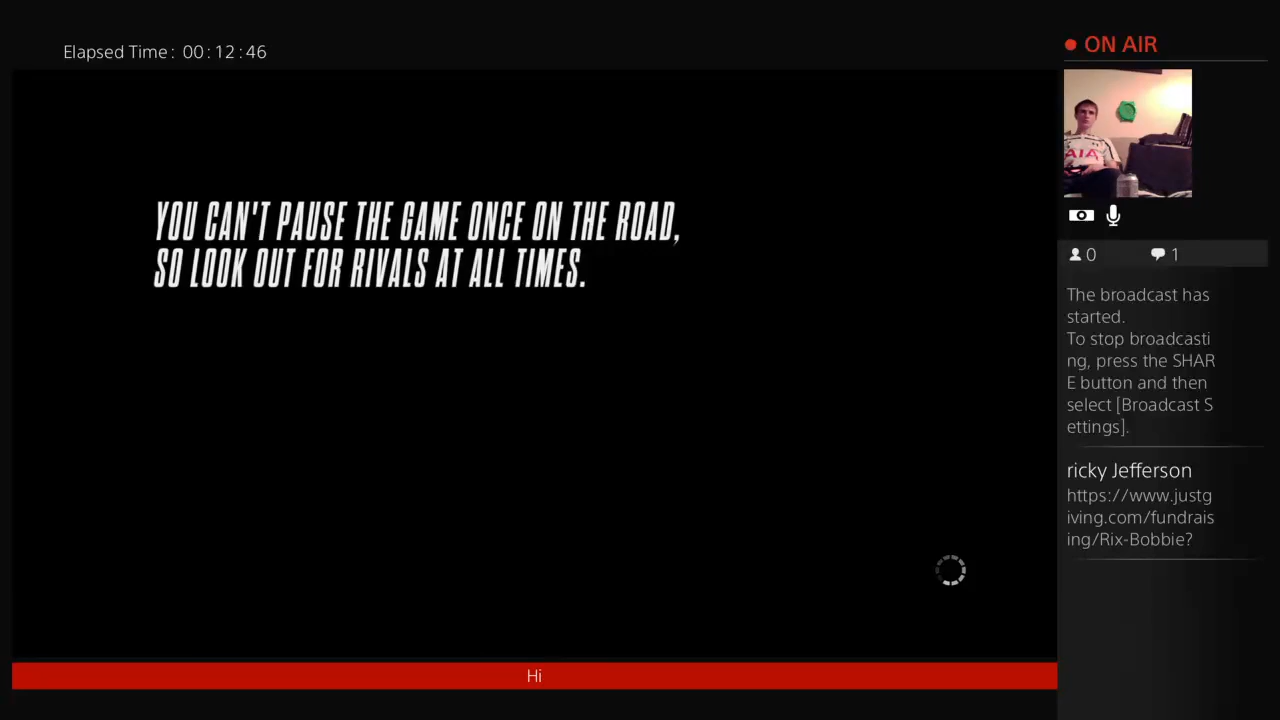 Elapsed Time: 00:12:46
ON AIR
AIA
0 1
YOU CAN'T PAUSE THE GAME ONCE ON THE ROAD,
SO LOOK OUT FOR RIVALS AT ALL TIMES.
The broadcast has
started.
To stop broadcasti
ng, press the SHAR
E button and then
select [Broadcast S
ettings].
ricky Jefferson
https://www.justg
iving.com/fundrais
ing/Rix-Bobbie?
Hi